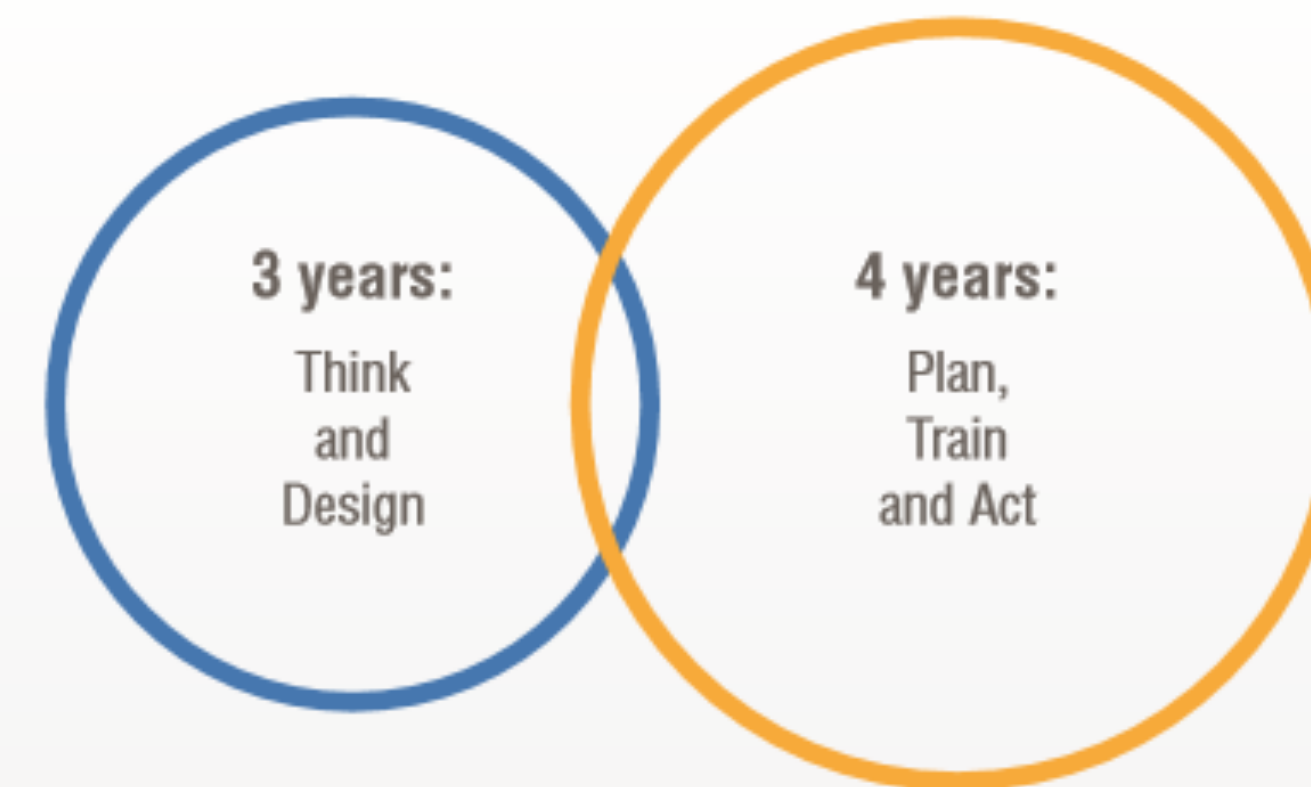 3 years:
Think
and
Design
4 years:
Plan,
Train
and Act